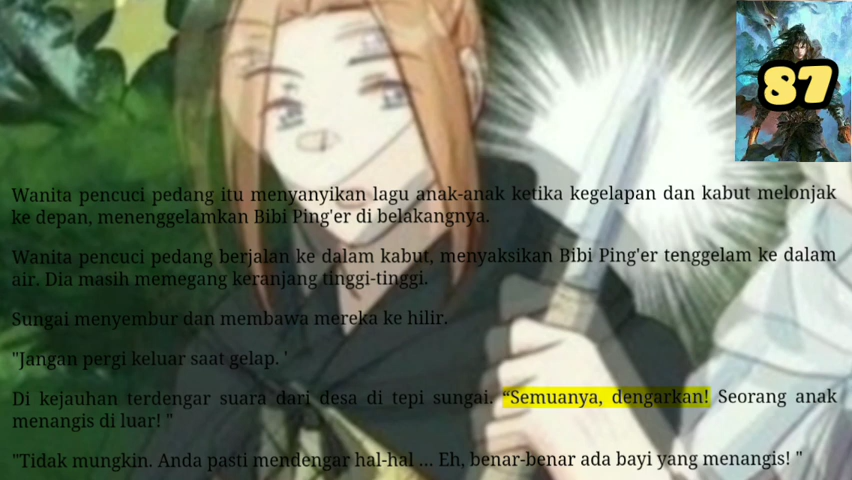 87
Wanita pencuci pedang itu menyanyikan lagu anak-anak ketika kegelapan dan kabut melonjak
ke depan, menenggelamkan Bibi Ping'er di belakangnya.
Wanita pencuci pedang berjalan ke dalam kabut, menyaksikan Bibi Ping'er tenggelam ke dalam
air. Dia masih memegang keranjang tinggi-tinggi.
Sungai menyembur dan membawa mereka ke hilir.
"Jangan pergi keluar saat gelap. '
Di kejauhan terdengar suara dari desa di tepi sungai. “Semuanya, dengarkan! Seorang anak
menangis di luar! "
"Tidak mungkin. Anda pasti mendengar hal-hal ... Eh, benar-benar ada bayi yang menangis! "